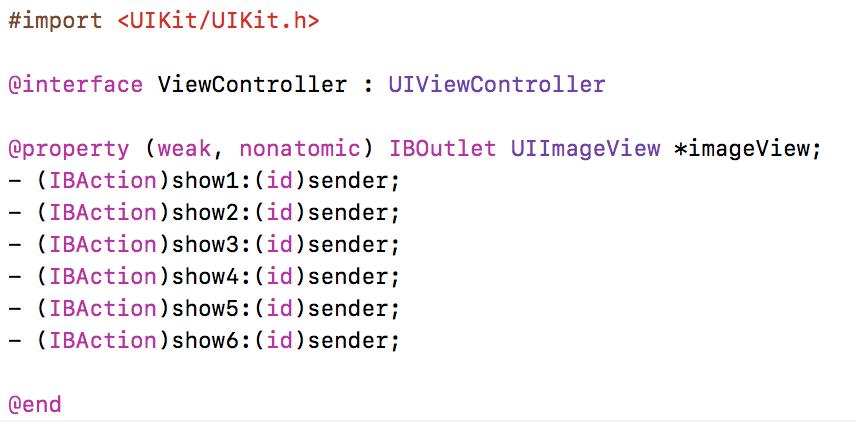 #import <UIKit/UIKit.h>
@interface ViewController : UIViewController
@property (weak, nonatomic) IBOutlet UIImageView *imageView;
- (IBAction)show1:(id)sender;
- (IBAction)show2:(id)sender;
- (IBAction)show3:(id)sender;
- (IBAction)show4:(id)sender;
- (IBAction)show5:(id)sender;
- (IBAction)show6:(id)sender;
@end